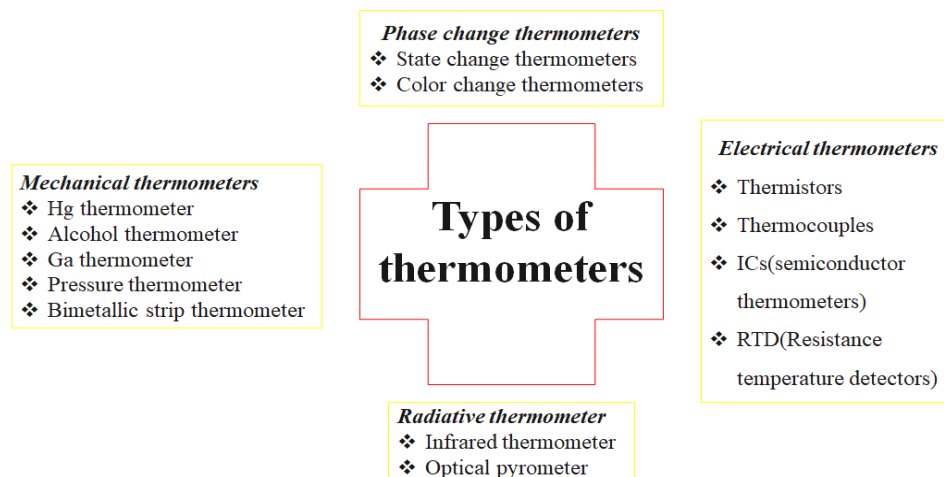 Phase change thermometers
❖ State change thermometers
❖ Color change thermometers
Mechanical thermometers
❖ Hg thermometer
❖ Alcohol thermometer
❖ Ga thermometer
❖ Pressure thermometer
❖ Bimetallic strip thermometer
Types of
thermometers
Electrical thermometers
❖ Thermistors
❖ Thermocouples
❖ ICs(semiconductor
thermometers)
❖ RTD(Resistance
temperature detectors)
Radiative thermometer
❖ Infrared thermometer
❖ Optical pyrometer